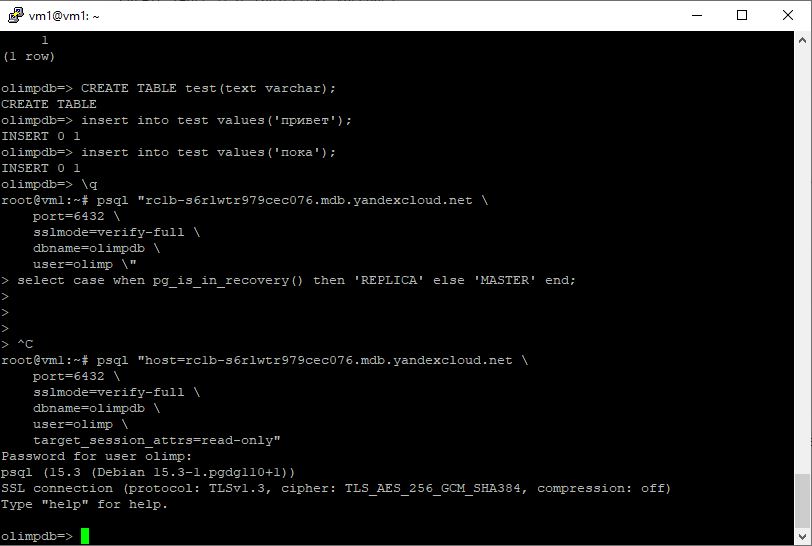 vm1@vm1: ~
1
(1 row)
olimpdb=> CREATE TABLE test(text varchar);
CREATE TABLE
olimpdb=> insert into test values('привет');
INSERT 0 1
olimpdb=> insert into test values('пока');
INSERT 0 1
olimpdb=> \q
root@vm1:~# psql "rc1b-s6rlwtr979cec076.mdb.yandexcloud.net \
    port=6432 \
    sslmode=verify-full \
    dbname=olimpdb \
    user=olimp \"
> select case when pg_is_in_recovery() then 'REPLICA' else 'MASTER' end;
>
>
>
> ^C
root@vm1:~# psql "host=rc1b-s6rlwtr979cec076.mdb.yandexcloud.net \
    port=6432 \
    sslmode=verify-full \
    dbname=olimpdb \
    user=olimp \
    target_session_attrs=read-only"
Password for user olimp:
psql (15.3 (Debian 15.3-1.pgdg110+1))
SSL connection (protocol: TLSv1.3, cipher: TLS_AES_256_GCM_SHA384, compression: off)
Type "help" for help.
olimpdb=>